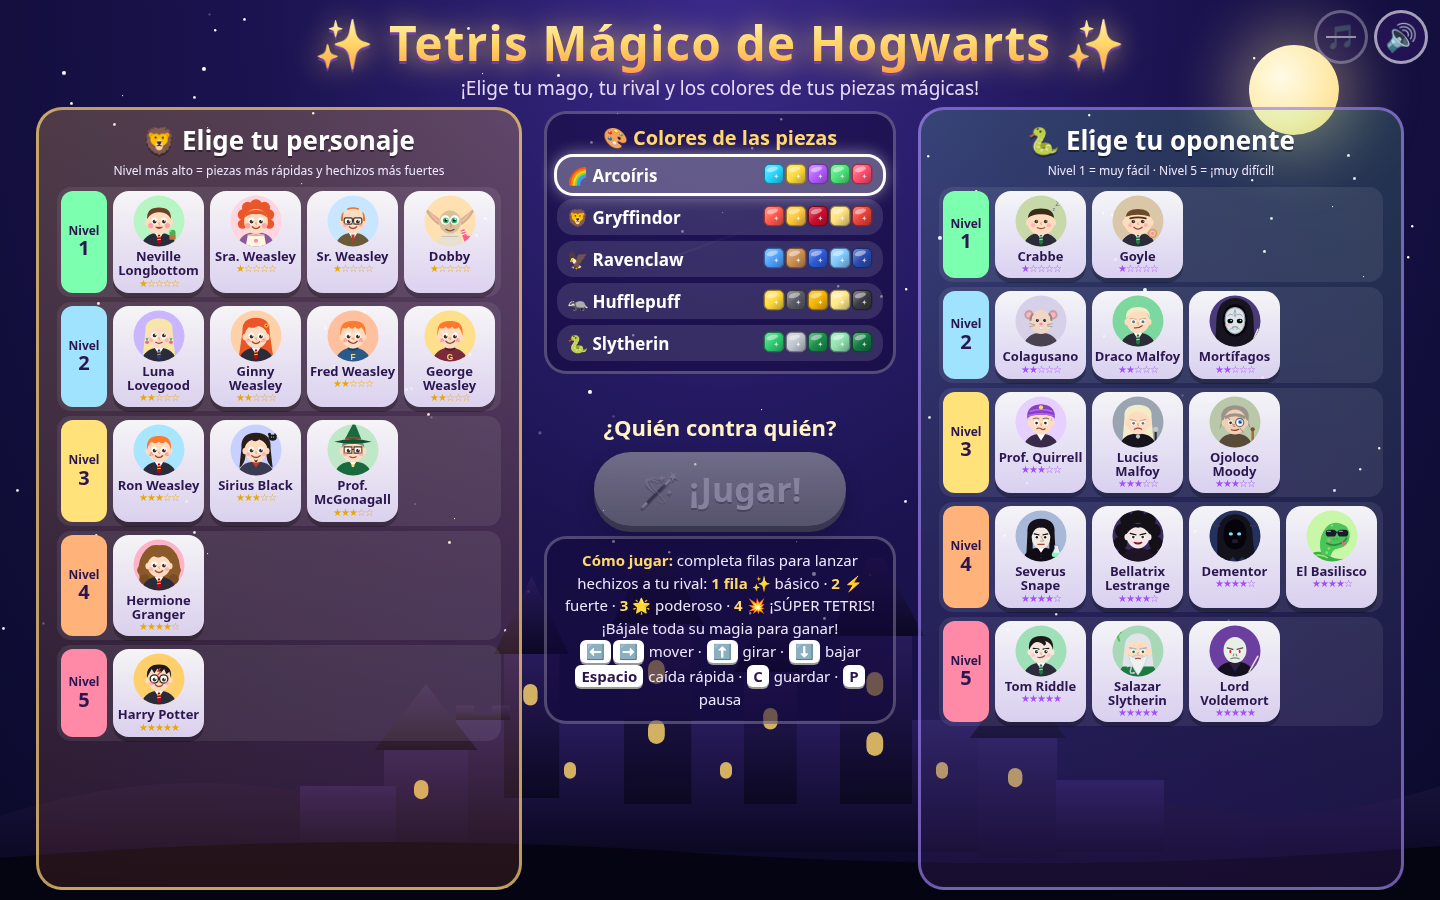 ✨ Tetris Mágico de Hogwarts ✨
¡Elige tu mago, tu rival y los colores de tus piezas mágicas!
🦁 Elige tu personaje
Nivel más alto = piezas más rápidas y hechizos más fuertes
Nivel
1
Neville
Longbottom
★☆☆☆☆
Sra. Weasley
★☆☆☆☆
Sr. Weasley
★☆☆☆☆
Dobby
★☆☆☆☆
Nivel
2
Luna
Lovegood
★★☆☆☆
Ginny
Weasley
★★☆☆☆
F
Fred Weasley
★★☆☆☆
G
George
Weasley
★★☆☆☆
Nivel
3
Ron Weasley
★★★☆☆
Sirius Black
★★★☆☆
Prof.
McGonagall
★★★☆☆
Nivel
4
Hermione
Granger
★★★★☆
Nivel
5
Harry Potter
★★★★★
🎨 Colores de las piezas
🌈 Arcoíris
🦁 Gryffindor
🦅 Ravenclaw
🦡 Hufflepuff
🐍 Slytherin
¿Quién contra quién?
🪄 ¡Jugar!
Cómo jugar: completa filas para lanzar
hechizos a tu rival: 1 fila ✨ básico · 2 ⚡
fuerte · 3 🌟 poderoso · 4 💥 ¡SÚPER TETRIS!
¡Bájale toda su magia para ganar!
⬅️ ➡️ mover · ⬆️ girar · ⬇️ bajar
Espacio caída rápida · C guardar · P
pausa
🐍 Elige tu oponente
Nivel 1 = muy fácil · Nivel 5 = ¡muy difícil!
Nivel
1
Crabbe
★☆☆☆☆
Goyle
★☆☆☆☆
Nivel
2
Colagusano
★★☆☆☆
Draco Malfoy
★★☆☆☆
Mortífagos
★★☆☆☆
Nivel
3
Prof. Quirrell
★★★☆☆
Lucius
Malfoy
★★★☆☆
Ojoloco
Moody
★★★☆☆
Nivel
4
Severus
Snape
★★★★☆
Bellatrix
Lestrange
★★★★☆
Dementor
★★★★☆
El Basilisco
★★★★☆
Nivel
5
Tom Riddle
★★★★★
Salazar
Slytherin
★★★★★
Lord
Voldemort
★★★★★